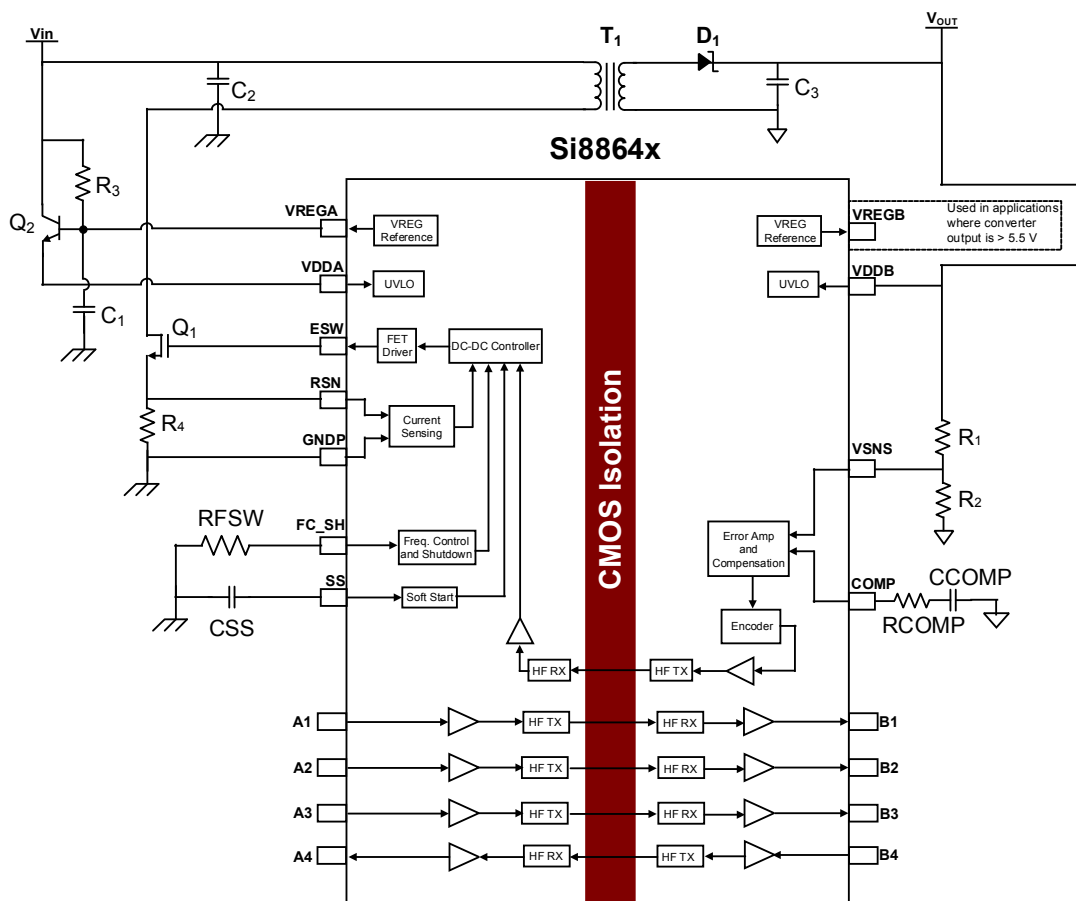 Vin
VOUT
T1
D1
C2
C3
Si8864x
R3
Q2
VREGA
VREG
Reference
VREG
Reference
VREGB
Used in applications
where converter
output is > 5.5 V
VDDA
UVLO
UVLO
VDDB
C1
Q1
ESW
FET
Driver
DC-DC Controller
RSN
R4
Current
Sensing
GNDP
CMOS Isolation
R1
VSNS
R2
RFSW
FC_SH
Freq. Control
and Shutdown
Error Amp
and
Compensation
SS
Soft Start
CSS
COMP
CCOMP
RCOMP
Encoder
HF RX
HF TX
A1
HF TX
HF RX
B1
A2
HF TX
HF RX
B2
A3
HF TX
HF RX
B3
A4
HF RX
HF TX
B4